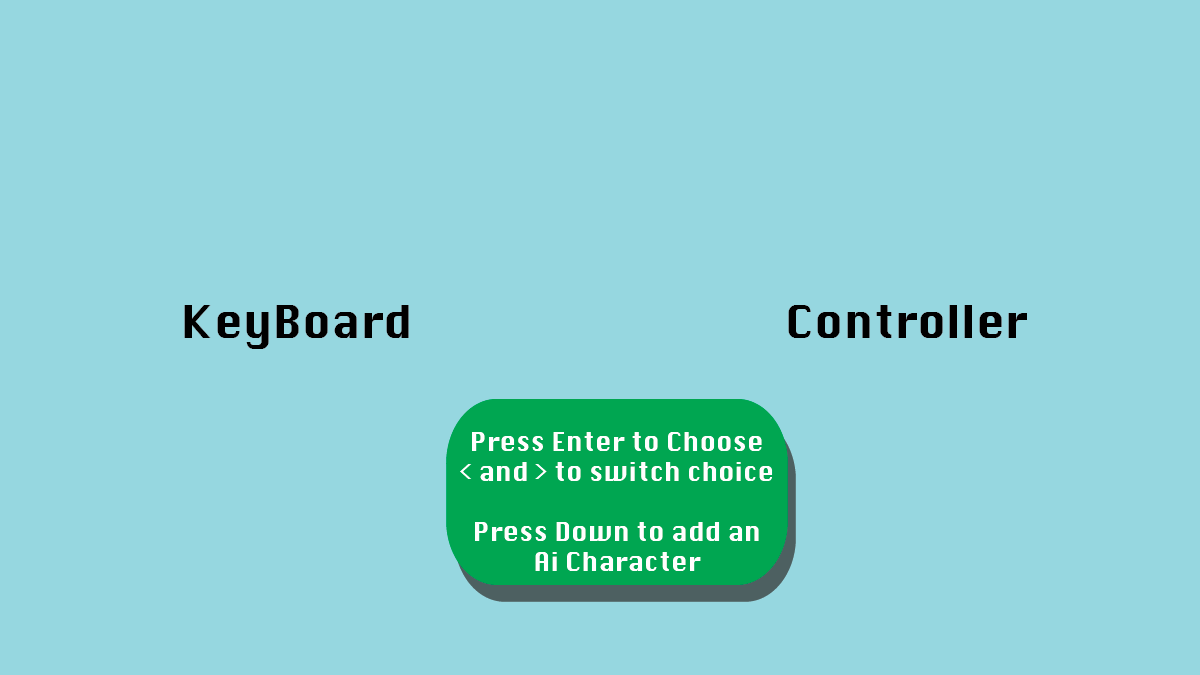 KeyBoard
Controller
Press Enter to Choose
< and > to switch choice
Press Down to add an
Ai Character